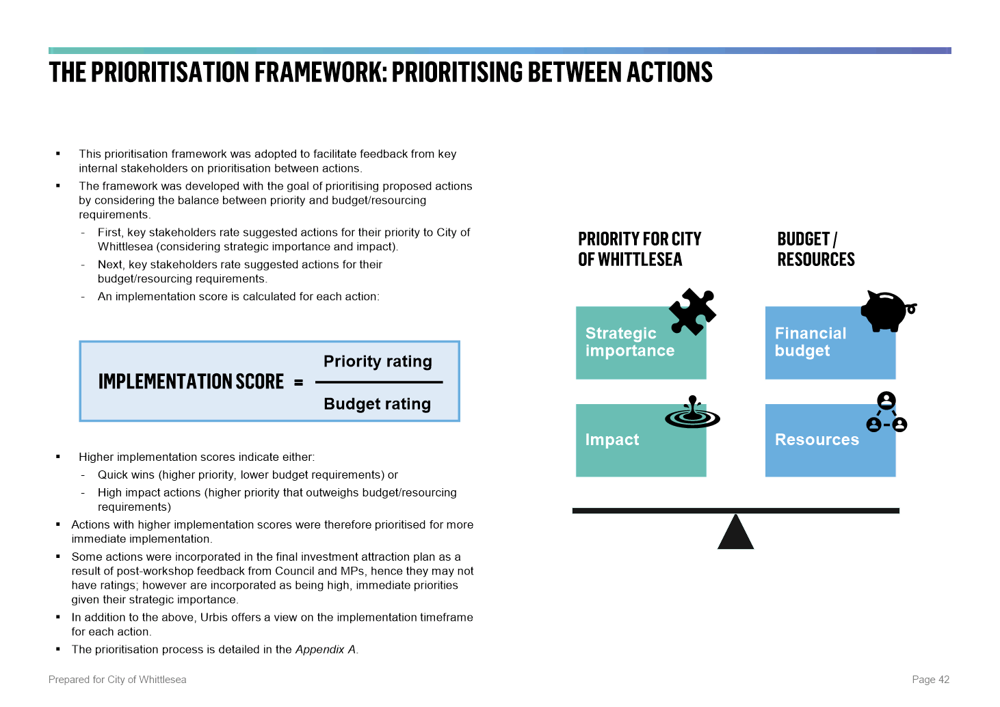 THE PRIORITISATION FRAMEWORK: PRIORITISING BETWEEN ACTIONS
▪ This prioritisation framework was adopted to facilitate feedback from key
internal stakeholders on prioritisation between actions.
▪ The framework was developed with the goal of prioritising proposed actions
by considering the balance between priority and budget/resourcing
requirements.
- First, key stakeholders rate suggested actions for their priority to City of
Whittlesea (considering strategic importance and impact).
- Next, key stakeholders rate suggested actions for their
budget/resourcing requirements.
- An implementation score is calculated for each action:
Priority rating
IMPLEMENTATION SCORE =
Budget rating
▪ Higher implementation scores indicate either:
- Quick wins (higher priority, lower budget requirements) or
- High impact actions (higher priority that outweighs budget/resourcing
requirements)
▪ Actions with higher implementation scores were therefore prioritised for more
immediate implementation.
▪ Some actions were incorporated in the final investment attraction plan as a
result of post-workshop feedback from Council and MPs, hence they may not
have ratings; however are incorporated as being high, immediate priorities
given their strategic importance.
▪ In addition to the above, Urbis offers a view on the implementation timeframe
for each action.
▪ The prioritisation process is detailed in the Appendix A.
PRIORITY FOR CITY
OF WHITTLESEA
BUDGET /
RESOURCES
Strategic
importance
Financial
budget
Impact
Resources
Prepared for City of Whittlesea
Page 42